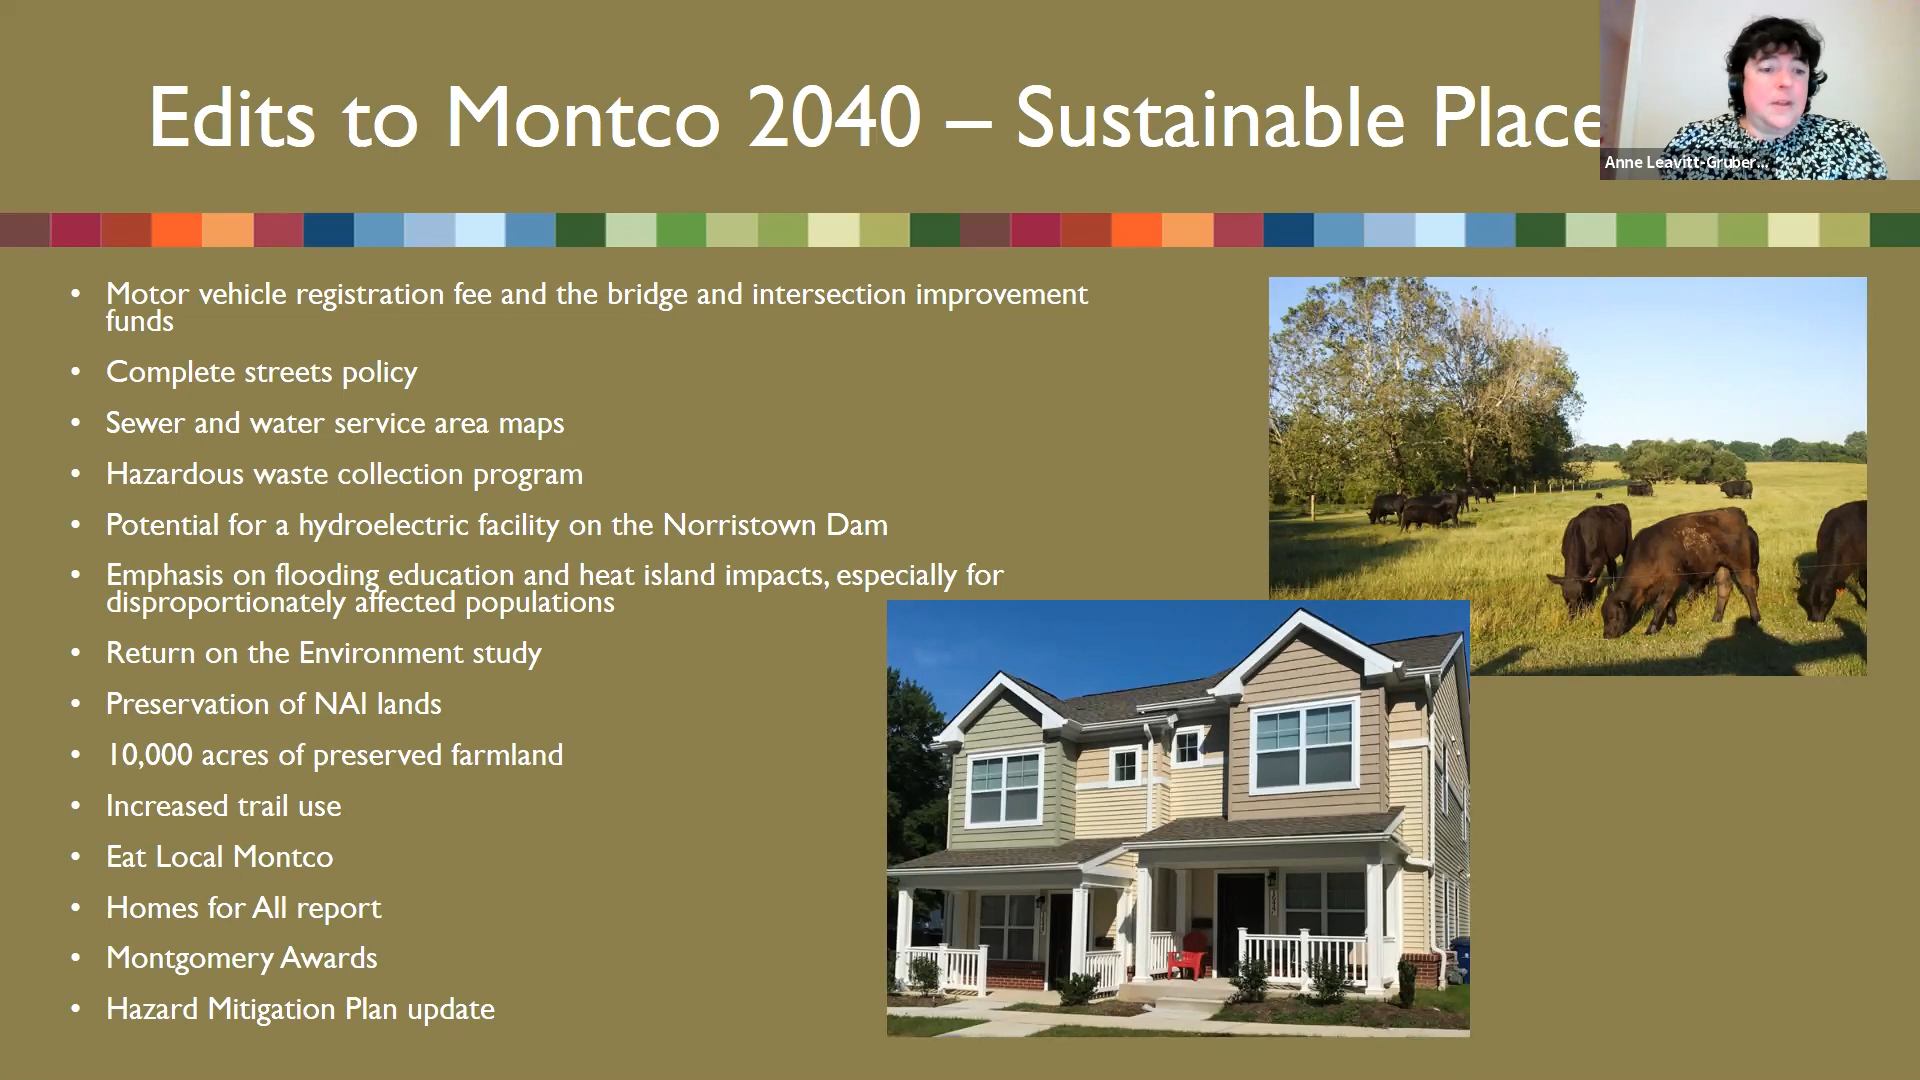 Edits to Montco 2040 – Sustainable Place
Anne Leavitt-Gruber...
• Motor vehicle registration fee and the bridge and intersection improvement
funds
• Complete streets policy
• Sewer and water service area maps
• Hazardous waste collection program
• Potential for a hydroelectric facility on the Norristown Dam
• Emphasis on flooding education and heat island impacts, especially for
disproportionately affected populations
• Return on the Environment study
• Preservation of NAI lands
• 10,000 acres of preserved farmland
• Increased trail use
• Eat Local Montco
• Homes for All report
• Montgomery Awards
• Hazard Mitigation Plan update